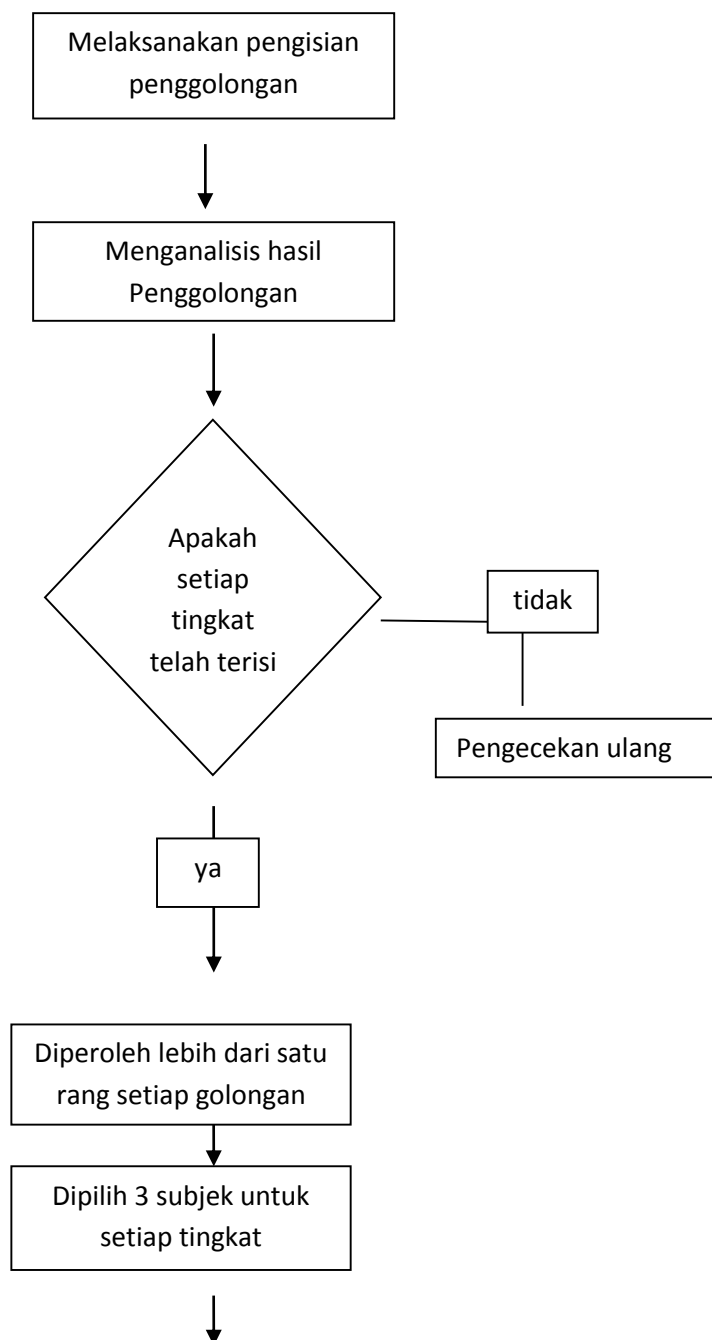 Melaksanakan pengisian
penggolongan
Menganalisis hasil
Penggolongan
Apakah
setiap
tingkat
telah terisi
tidak
Pengecekan ulang
ya
Diperoleh lebih dari satu
rang setiap golongan
Dipilih 3 subjek untuk
setiap tingkat